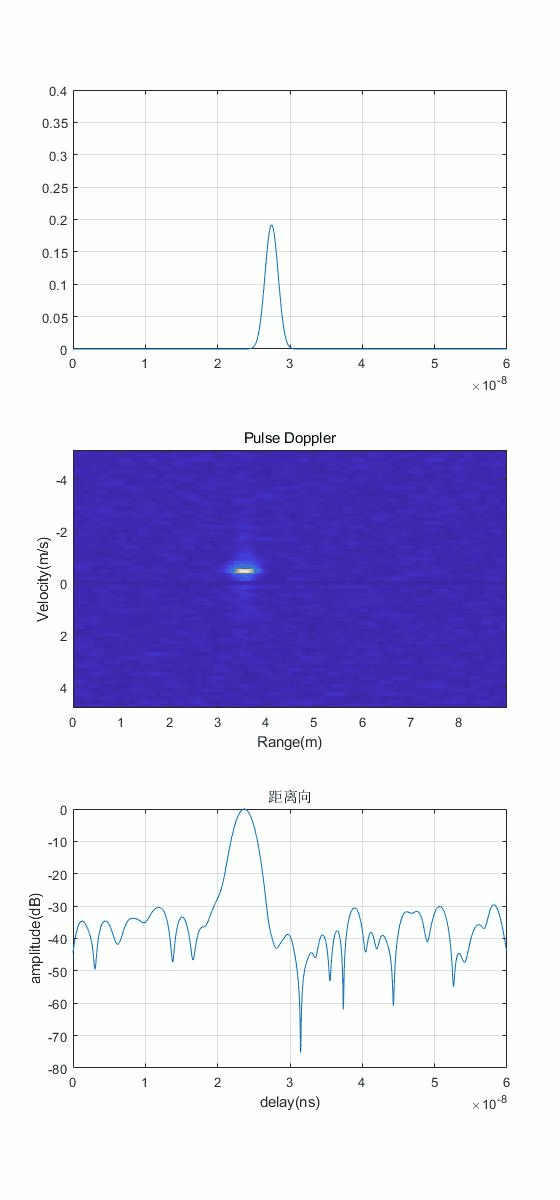 0.4
0.35
0.3
0.25
0.2
0.15
0.1
0.05
0
0 1 2 3 4 5 6
×10-8
Pulse Doppler
-4
-2
0
2
4
Velocity(m/s)
0 1 2 3 4 5 6 7 8
Range(m)
距离向
0
-10
-20
-30
-40
-50
-60
-70
-80
amplitude(dB)
0 1 2 3 4 5 6
delay(ns)
×10-8